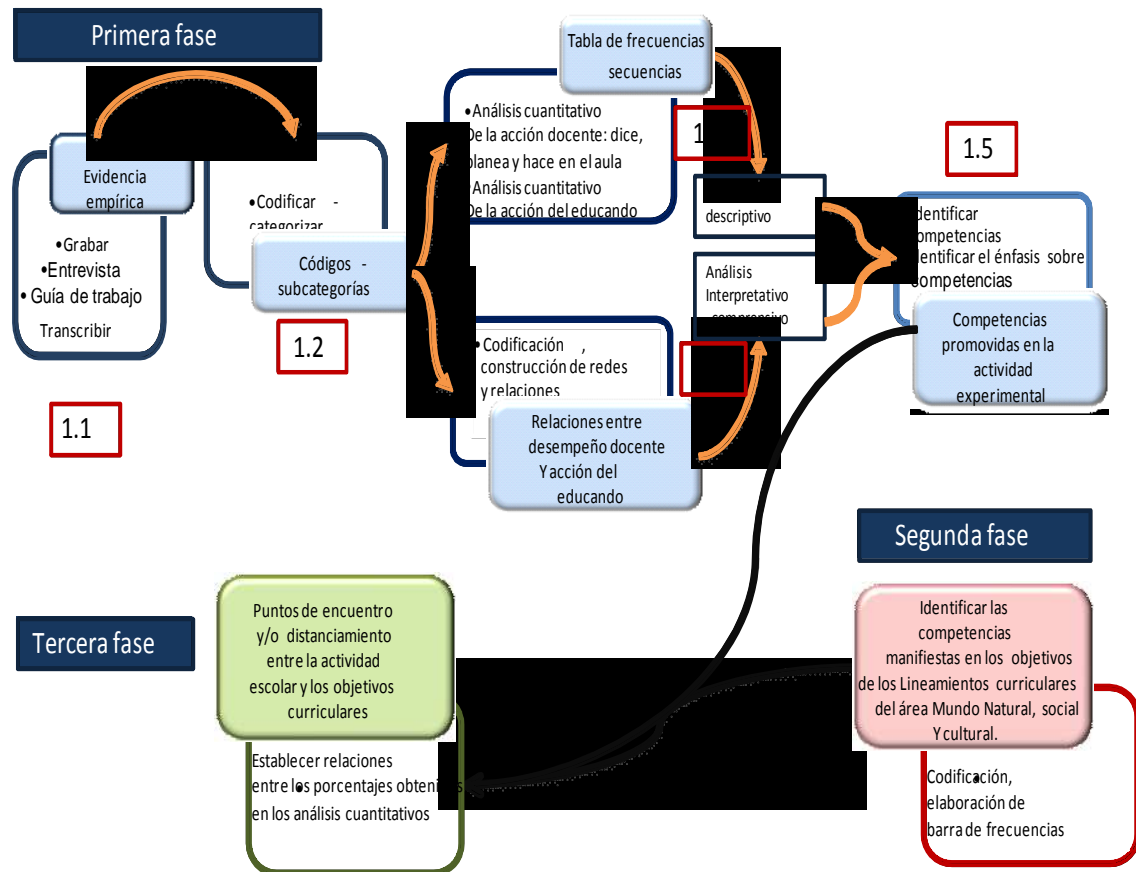 Primera fase
Evidencia
empírica
•Grabar
•Entrevista
• Guía de trabajo
Transcribir
1.1
•Codificar -
categorizar
Códigos -
subcategorías
1.2
Tabla de frecuencias
secuencias
•Análisis cuantitativo
De la acción docente: dice,
planea y hace en el aula
•Análisis cuantitativo
De la acción del educando
1
descriptivo
• Codificación ,
construcción de redes
y relaciones
Relaciones entre
desempeño docente
Y acción del
educando
Análisis
Interpretativo
comprensivo
1.5
identificar
competencias
identificar el énfasis sobre
competencias
Competencias
promovidas en la
actividad
experimental
Segunda fase
Identificar las
competencias
manifiestas en los objetivos
de los Lineamientos curriculares
del área Mundo Natural, social
Y cultural.
Codificación,
elaboración de
barra de frecuencias
Tercera fase
Puntos de encuentro
y/o distanciamiento
entre la actividad
escolar y los objetivos
curriculares
Establecer relaciones
entre los porcentajes obtenidos
en los análisis cuantitativos